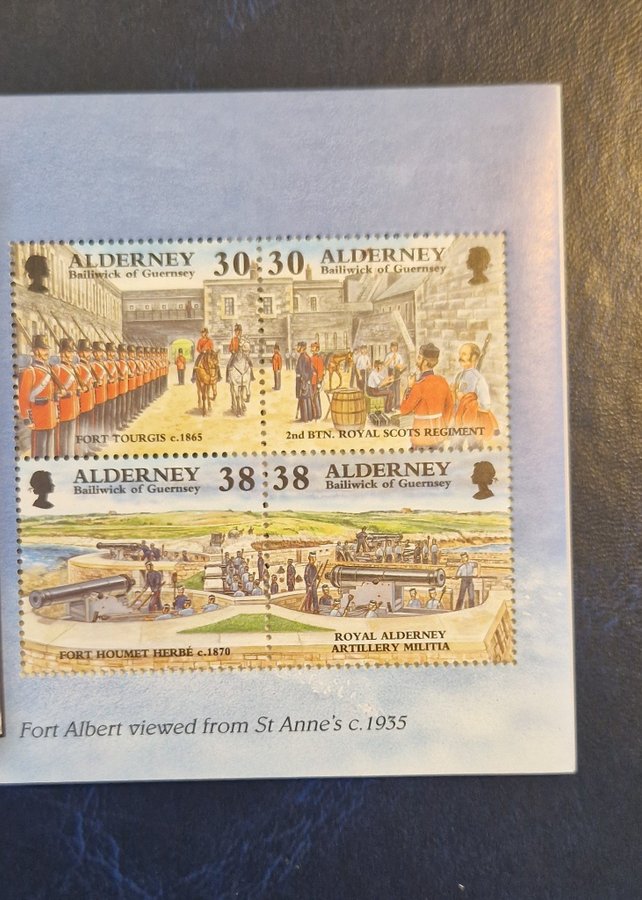 ALDERNEY
Bailiwick of Guernsey
30
FORT TOURGIS c.1865
30
ALDERNEY
Bailiwick of Guernsey
2nd BTN. ROYAL SCOTS REGIMENT
ALDERNEY
Bailiwick of Guernsey
38
FORT HOUMET HERBÉ c.1870
38
ALDERNEY
Bailiwick of Guernsey
ROYAL ALDERNEY
ARTILLERY MILITIA
Fort Albert viewed from St Anne's c.1935